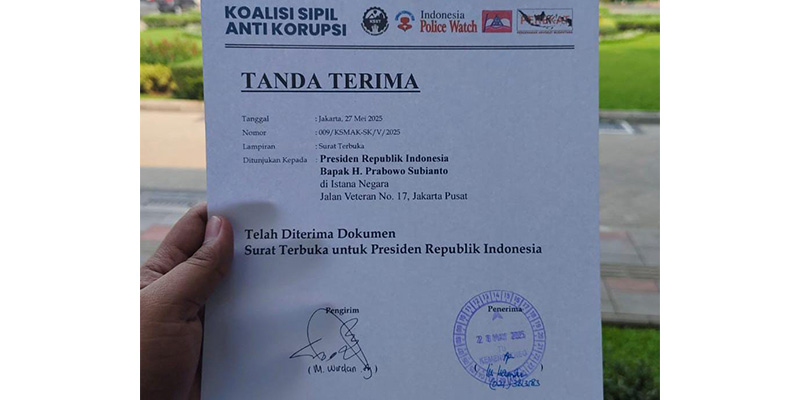 KOALISI SIPIL
ANTI KORUPSI
Indonesia
Police Watch
TANDA TERIMA
Tanggal : Jakarta, 27 Mei 2025
Nomor : 009/KSMAK-SK/V/2025
Lampiran : Surat Terbuka
Ditunjukan Kepada : Presiden Republik Indonesia
Bapak H. Prabowo Subianto
di Istana Negara
Jalan Veteran No. 17, Jakarta Pusat
Telah Diterima Dokumen
Surat Terbuka untuk Presiden Republik Indonesia
Pengirim
Penerima
2025